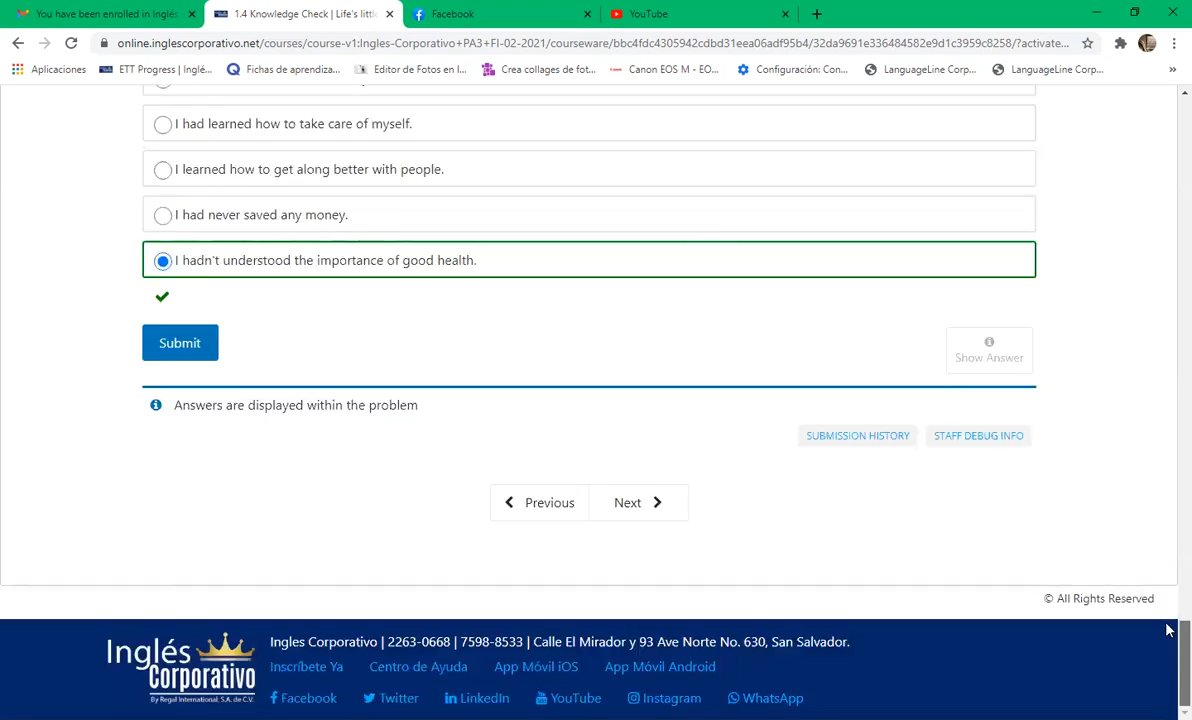 You have been enrolled in Inglés
1.4 Knowledge Check | Life's littl
Facebook
YouTube
online.inglescorporativo.net/courses/course-v1:Ingles-Corporativo+PA3+FI-02-2021/courseware/bbc4fdc4305942cdbd31eea06adf95b4/32da9691e336484582e9d1c3959c8258/?activate...
Aplicaciones
ETT Progress | Inglé...
Fichas de aprendiza...
Editor de Fotos en l...
Crea collages de fot...
Canon EOS M - EO...
Configuración: Con...
LanguageLine Corp...
LanguageLine Corp...
»
I had learned how to take care of myself.
I learned how to get along better with people.
I had never saved any money.
I hadn't understood the importance of good health.
Submit
Show Answer
Answers are displayed within the problem
SUBMISSION HISTORY
STAFF DEBUG INFO
Previous
Next
© All Rights Reserved
Inglés Corporativo
By Regal International, S.A. de C.V.
Ingles Corporativo | 2263-0668 | 7598-8533 | Calle El Mirador y 93 Ave Norte No. 630, San Salvador.
Inscríbete Ya
Centro de Ayuda
App Móvil iOS
App Móvil Android
Facebook
Twitter
LinkedIn
YouTube
Instagram
WhatsApp